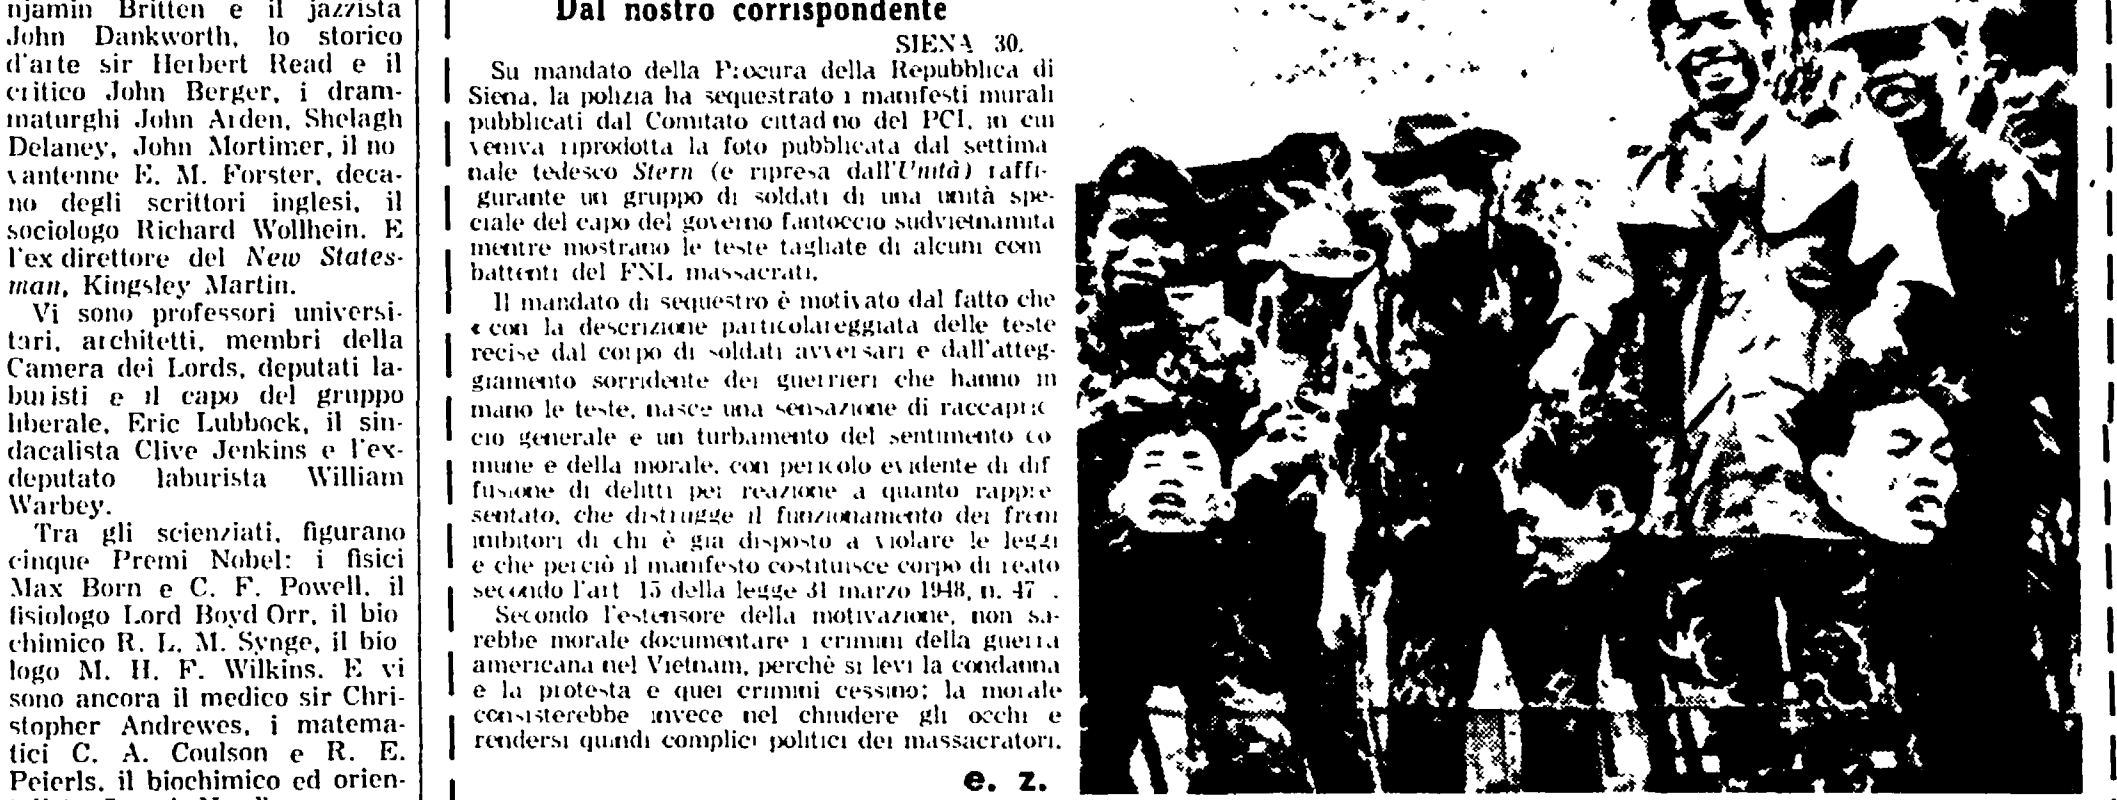 njamin Britten e il jazzista
John Dankworth, lo storico
d'arte sir Herbert Read e il
critico John Berger, i dram-
maturghi John Arden, Shelagh
Delaney, John Mortimer, il no
vantenne E. M. Forster, deca-
no degli scrittori inglesi, il
sociologo Richard Wollhein. E
l'ex direttore del New States-
man, Kingsley Martin.
Vi sono professori universi-
tari, architetti, membri della
Camera dei Lords, deputati la-
buristi e il capo del gruppo
liberale, Eric Lubbock, il sin-
dacalista Clive Jenkins e l'ex-
deputato laburista William
Warbey.
Tra gli scienziati, figurano
cinque Premi Nobel: i fisici
Max Born e C. F. Powell, il
fisiologo Lord Boyd Orr, il bio
chimico R. L. M. Synge, il bio
logo M. H. F. Wilkins. E vi
sono ancora il medico sir Chri-
stopher Andrewes, i matema-
tici C. A. Coulson e R. E.
Peierls, il biochimico ed orien-
Dal nostro corrispondente
SIENA 30.
Su mandato della Procura della Repubblica di
Siena, la polizia ha sequestrato i manifesti murali
pubblicati dal Comitato cittadino del PCI, in cui
veniva riprodotta la foto pubblicata dal settima
nale tedesco Stern (e ripresa dall'Unità) raffi-
gurante un gruppo di soldati di una unità spe-
ciale del capo del governo fantoccio sudvietnamita
mentre mostrano le teste tagliate di alcuni com
battenti del FNL massacrati.
Il mandato di sequestro è motivato dal fatto che
« con la descrizione particolareggiata delle teste
recise dal corpo di soldati avversari e dall'atteg-
giamento sorridente dei guerrieri che hanno in
mano le teste, nasce una sensazione di raccapric
cio generale e un turbamento del sentimento co
mune e della morale, con pericolo evidente di dif
fusione di delitti per reazione a quanto rappre
sentato, che distrugge il funzionamento dei freni
inibitori di chi è già disposto a violare le leggi
e che perciò il manifesto costituisce corpo di reato
secondo l'art 15 della legge 31 marzo 1948, n. 47 .
Secondo l'estensore della motivazione, non sa-
rebbe morale documentare i crimini della guerra
americana nel Vietnam, perchè si levi la condanna
e la protesta e quei crimini cessino; la morale
consisterebbe invece nel chiudere gli occhi e
rendersi quindi complici politici dei massacratori.
e. z.